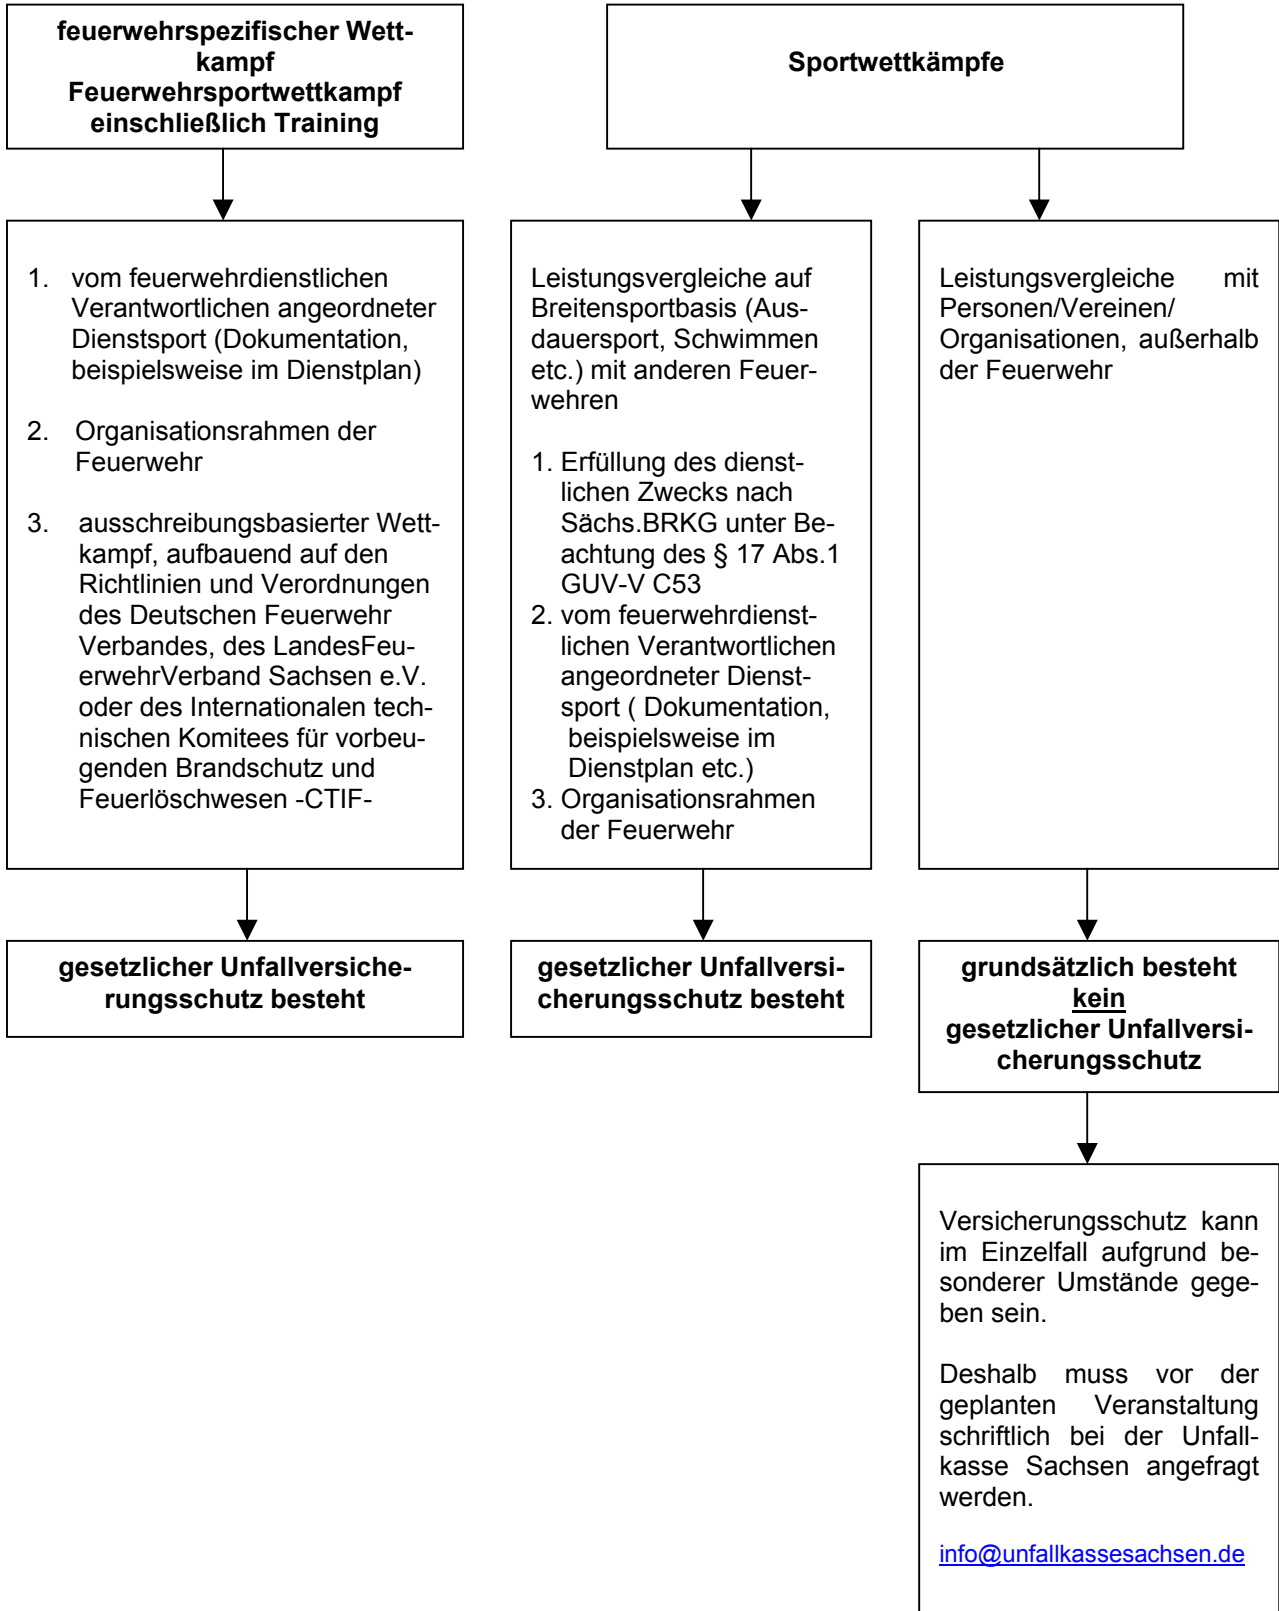 feuerwehrspezifischer Wett-
kampf
Feuerwehrsportwettkampf
einschließlich Training
Sportwettkämpfe
1. vom feuerwehrdienstlichen
Verantwortlichen angeordneter
Dienstsport (Dokumentation,
beispielsweise im Dienstplan)
2. Organisationsrahmen der
Feuerwehr
3. ausschreibungsbasierter Wett-
kampf, aufbauend auf den
Richtlinien und Verordnungen
des Deutschen Feuerwehr
Verbandes, des LandesFeu-
erwehrVerband Sachsen e.V.
oder des Internationalen tech-
nischen Komitees für vorbeu-
genden Brandschutz und
Feuerlöschwesen -CTIF-
Leistungsvergleiche auf
Breitensportbasis (Aus-
dauersport, Schwimmen
etc.) mit anderen Feuer-
wehren
1. Erfüllung des dienst-
lichen Zwecks nach
Sächs.BRKG unter Be-
achtung des § 17 Abs.1
GUV-V C53
2. vom feuerwehrdienst-
lichen Verantwortlichen
angeordneter Dienst-
sport ( Dokumentation,
beispielsweise im
Dienstplan etc.)
3. Organisationsrahmen
der Feuerwehr
Leistungsvergleiche mit
Personen/Vereinen/
Organisationen, außerhalb
der Feuerwehr
gesetzlicher Unfallversiche-
rungsschutz besteht
gesetzlicher Unfallversi-
cherungsschutz besteht
grundsätzlich besteht
kein
gesetzlicher Unfallversi-
cherungsschutz
Versicherungsschutz kann
im Einzelfall aufgrund be-
sonderer Umstände gege-
ben sein.
Deshalb muss vor der
geplanten Veranstaltung
schriftlich bei der Unfall-
kasse Sachsen angefragt
werden.
info@unfallkassesachsen.de